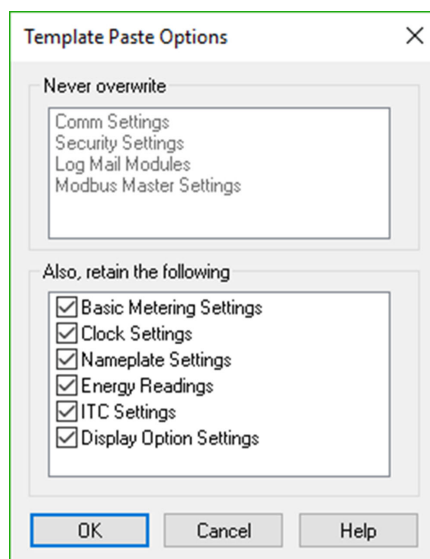 Template Paste Options
Never overwrite
Comm Settings
Security Settings
Log Mail Modules
Modbus Master Settings
Also, retain the following
Basic Metering Settings
Clock Settings
Nameplate Settings
Energy Readings
ITC Settings
Display Option Settings
OK Cancel Help